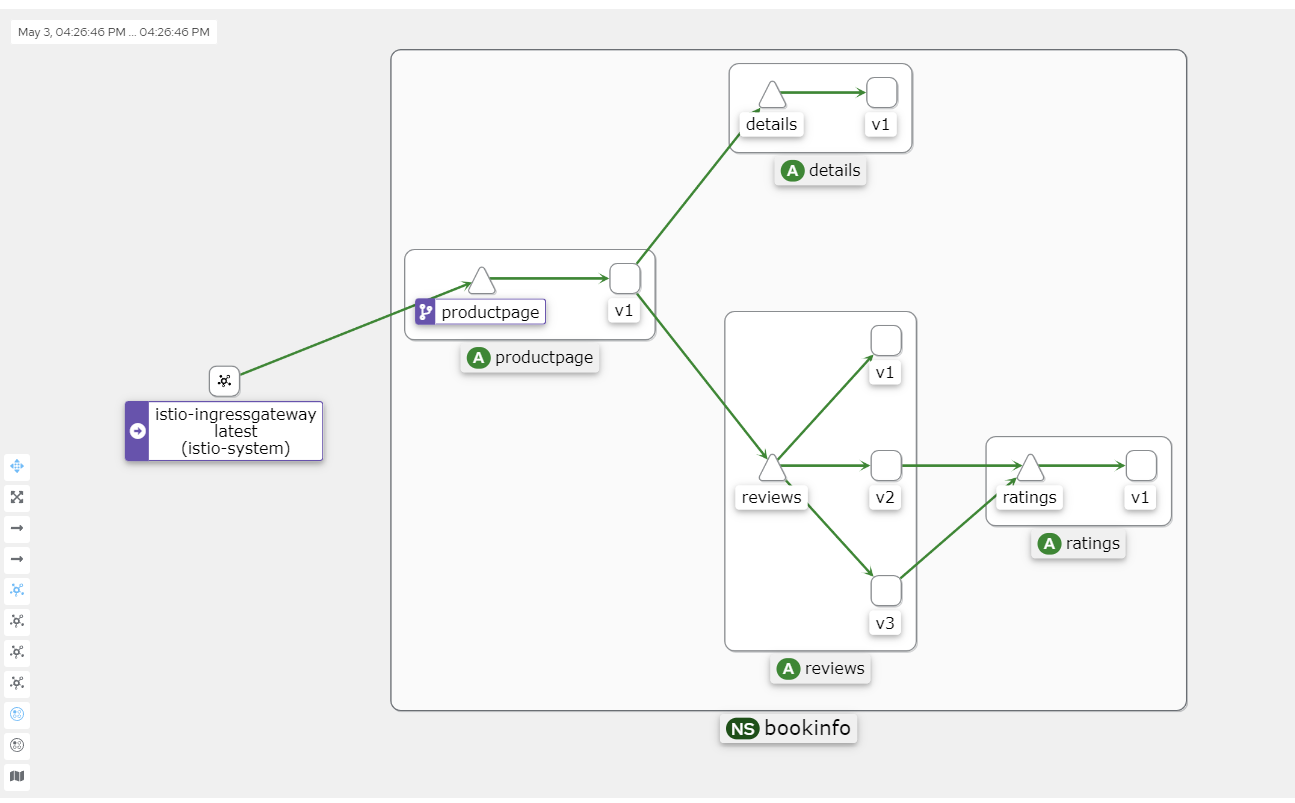 May 3, 04:26:46 PM ... 04:26:46 PM
details
v1
A details
productpage
v1
A productpage
istio-ingressgateway
latest
(istio-system)
v1
reviews
v2
v3
A reviews
ratings
v1
A ratings
NS bookinfo